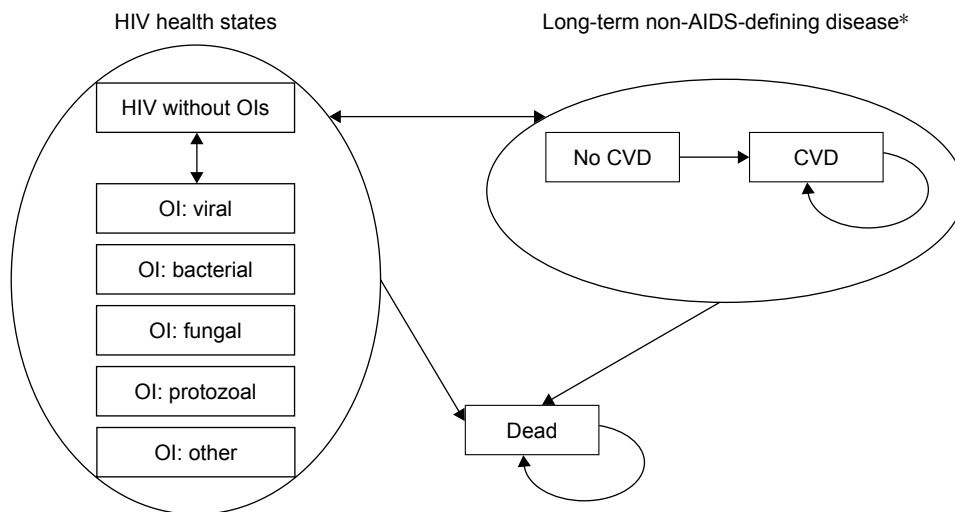 HIV health states
Long-term non-AIDS-defining disease*
HIV without OIs
No CVD
CVD
OI: viral
OI: bacterial
OI: fungal
OI: protozoal
OI: other
Dead